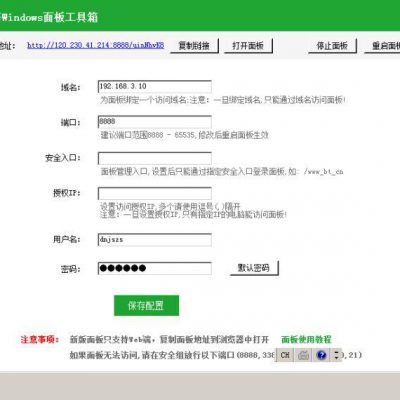 Windows面板工具箱
地址: http://120.230.41.214:8888/uinNhvK8 复制链接 打开面板 停止面板 重启面板
域名: 192.168.3.10
为面板绑定一个访问域名;注意:一旦绑定域名,只能通过域名访问面板!
端口: 8888
建议端口范围8888 - 65535,修改后重启面板生效
安全入口:
面板管理入口,设置后只能通过指定安全入口登录面板,如: /www_bt_cn
授权IP:
设置访问授权IP,多个请使用逗号(,)隔开
注意:一旦设置授权IP,只有指定IP的电脑能访问面板!
用户名: dnjszs
密码: ●●●●●● 默认密码
保存配置
注意事项: 新版面板只支持Web端,复制面板地址到浏览器中打开 面板使用教程
如果面板无法访问,请在安全组放行以下端口(8888,338 CH ,21)